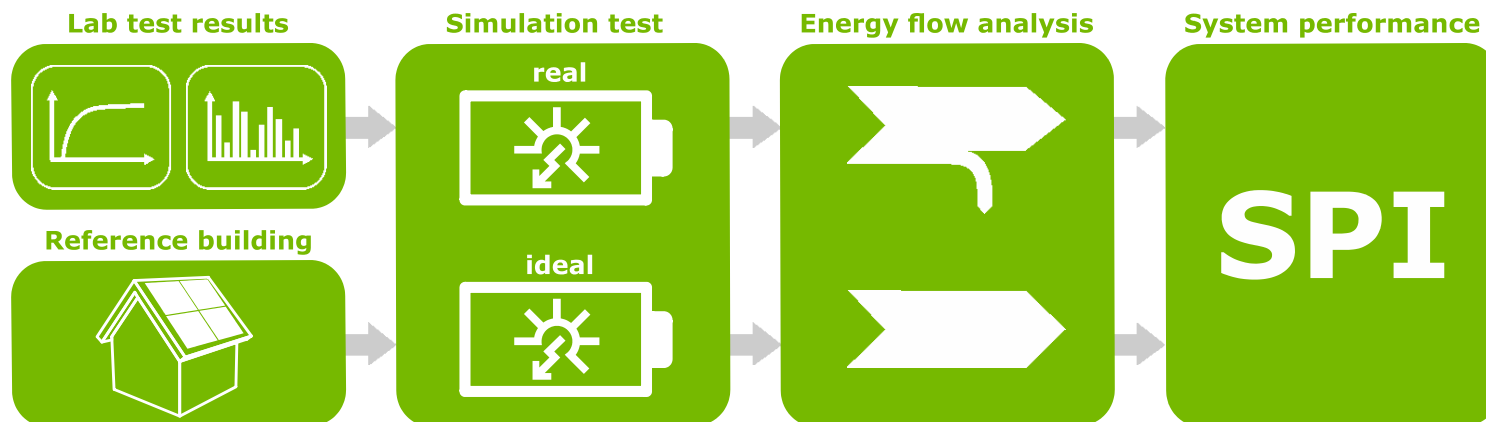 Lab test results
Reference building
Simulation test
real
ideal
Energy flow analysis
System performance
SPI